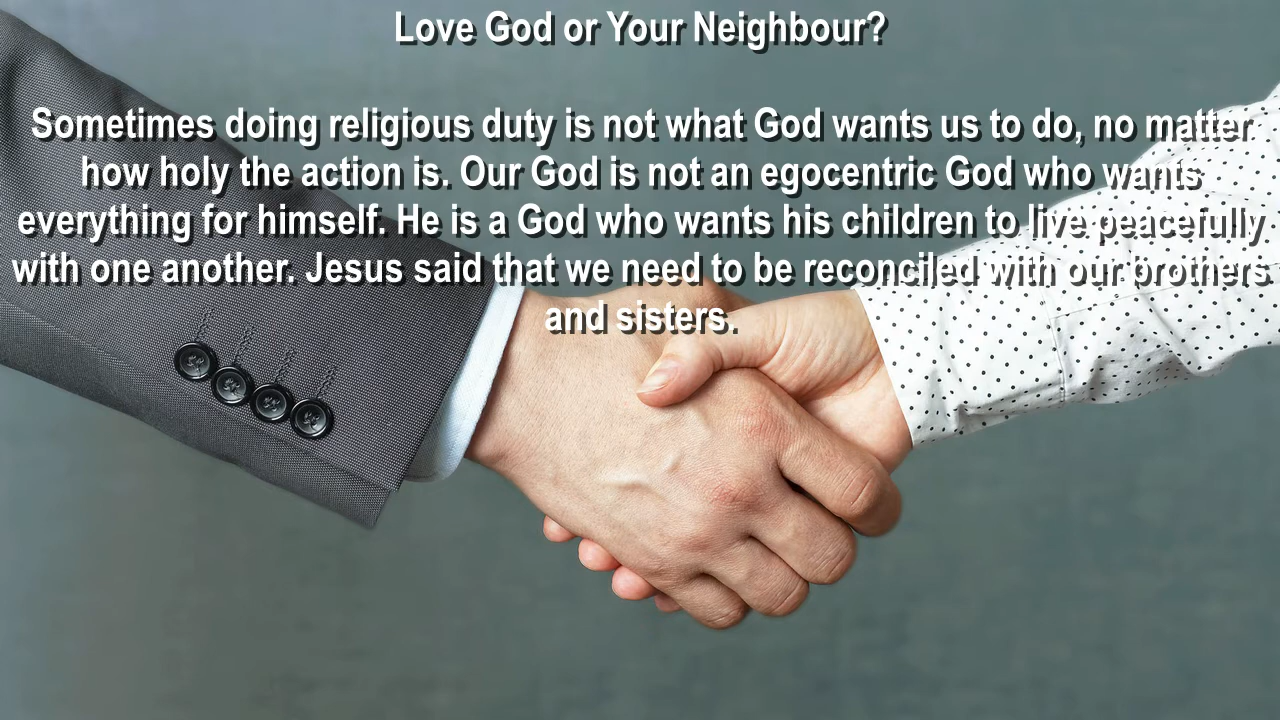 Love God or Your Neighbour?
Sometimes doing religious duty is not what God wants us to do, no matter
how holy the action is. Our God is not an egocentric God who wants
everything for himself. He is a God who wants his children to live peacefully
with one another. Jesus said that we need to be reconciled with our brothers
and sisters.